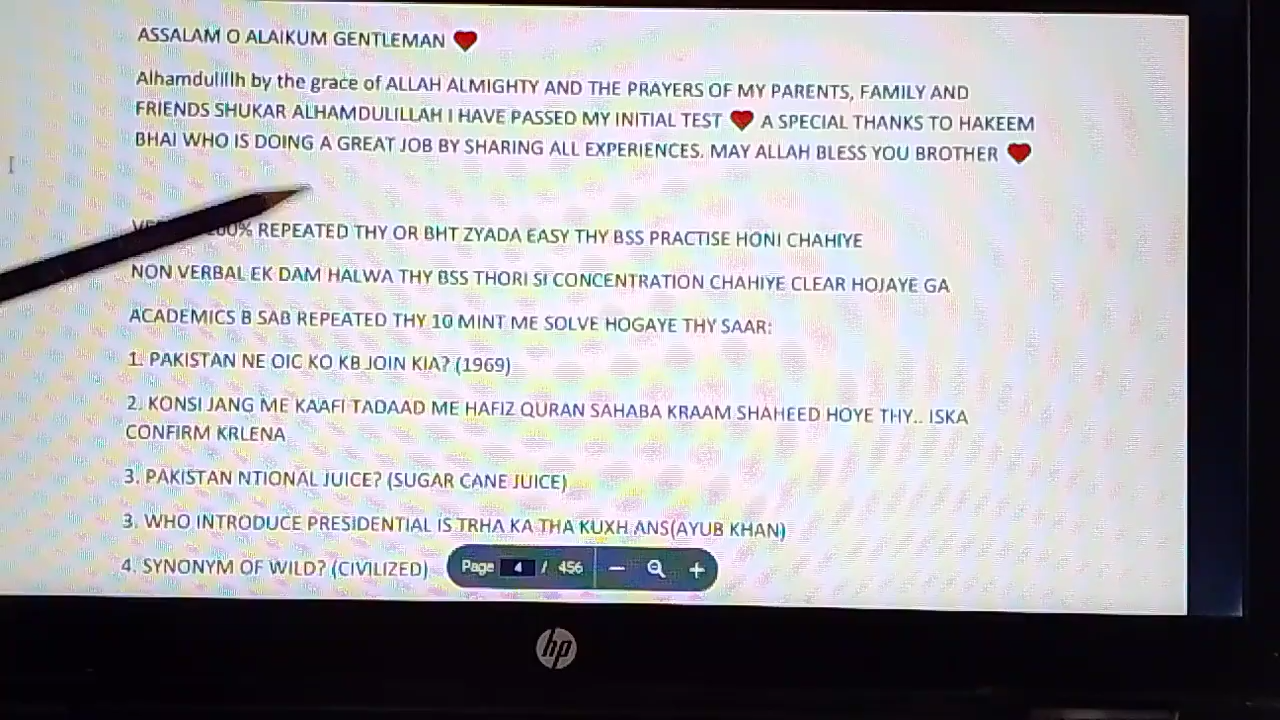 ASSALAM O ALAIKUM GENTLEMAN ❤
Alhamdulillh by the grace of ALLAH ALMIGHTY AND THE PRAYERS OF MY PARENTS, FAMILY AND
FRIENDS SHUKAR ALHAMDULILLAH I HAVE PASSED MY INITIAL TEST ❤ A SPECIAL THANKS TO HAKEEM
BHAI WHO IS DOING A GREAT JOB BY SHARING ALL EXPERIENCES. MAY ALLAH BLESS YOU BROTHER ❤
REPEATED THY OR BHT ZYADA EASY THY BSS PRACTISE HONI CHAHIYE
NON VERBAL EK DAM HALWA THY BSS THORI SI CONCENTRATION CHAHIYE CLEAR HOJAYE GA
ACADEMICS B SAB REPEATED THY 10 MINT ME SOLVE HOGAYE THY SAAR:
1. PAKISTAN NE OIC KO KB JOIN KIA? (1969)
2. KONSI JANG ME KAAFI TADAAD ME HAFIZ QURAN SAHABA KRAAM SHAHEED HOYE THY.. ISKA
CONFIRM KRLENA
3. PAKISTAN NTIONAL JUICE? (SUGAR CANE JUICE)
3. WHO INTRODUCE PRESIDENTIAL IS TRHA KA THA KUXH ANS(AYUB KHAN)
4. SYNONYM OF WILD? (CIVILIZED)
Page 4 / 456
hp